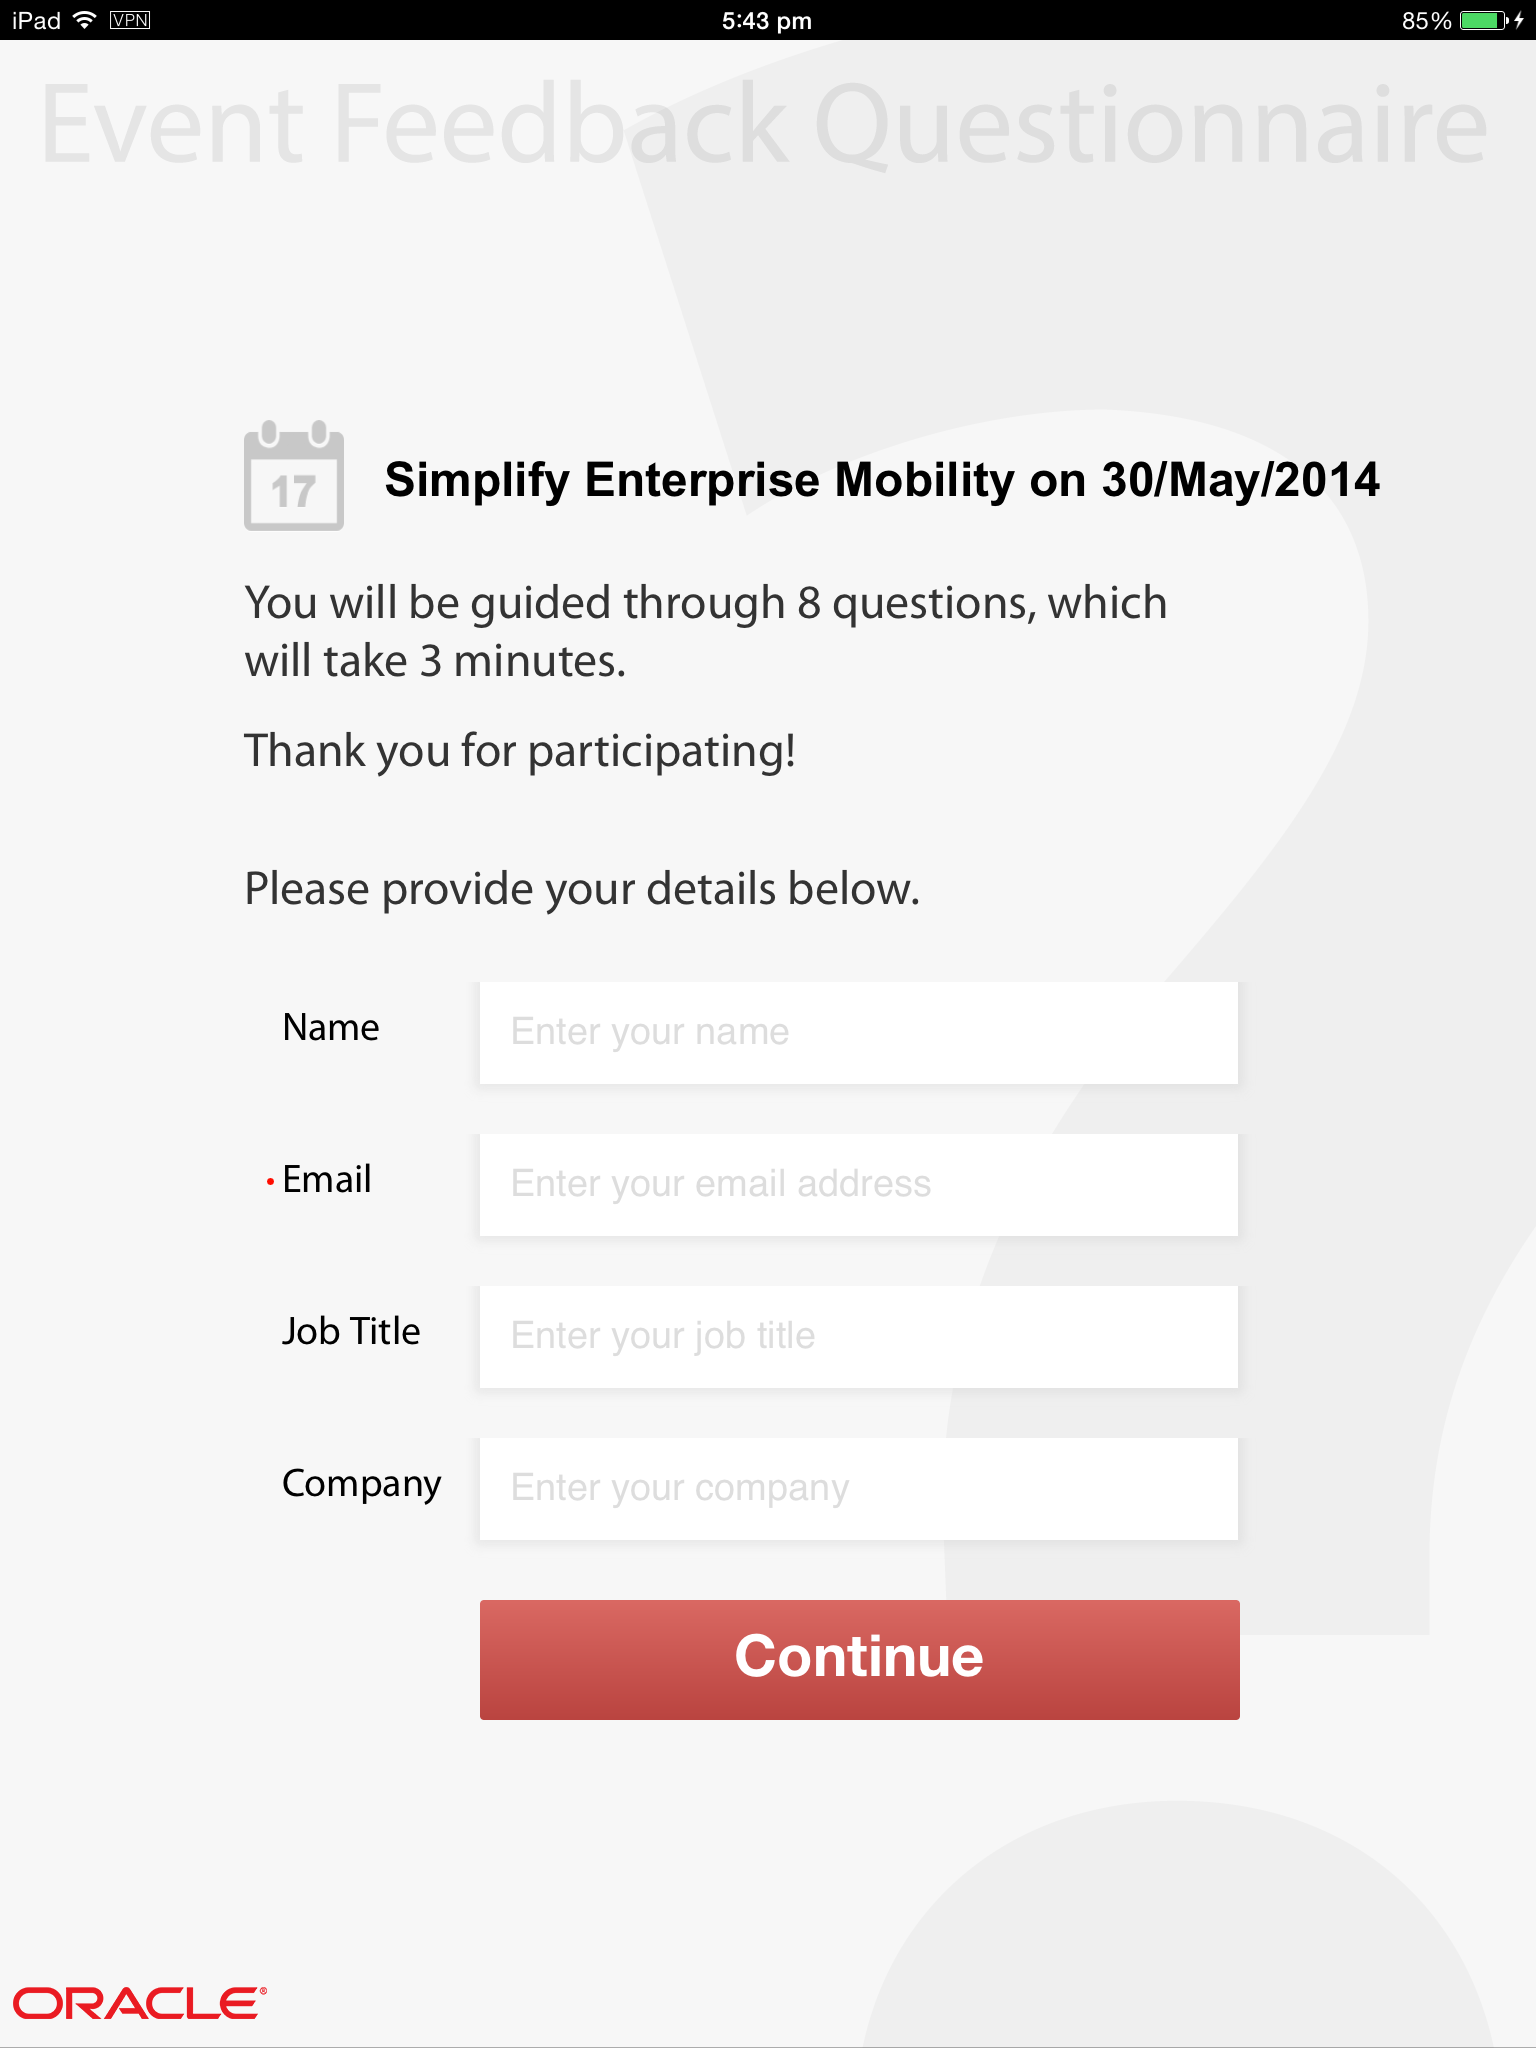 iPad VPN 5:43 pm 85%
Event Feedback Questionnaire
17
Simplify Enterprise Mobility on 30/May/2014
You will be guided through 8 questions, which
will take 3 minutes.
Thank you for participating!
Please provide your details below.
Name Enter your name
• Email Enter your email address
Job Title Enter your job title
Company Enter your company
Continue
ORACLE®